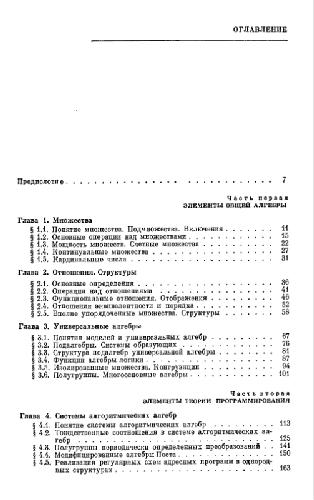 ОГЛАВЛЕНИЕ
Предисловие . . . 7
Часть первая
ЭЛЕМЕНТЫ ОБЩЕЙ АЛГЕБРЫ
Глава 1. Множества
§ 1.1. Понятие множества. Подмножества. Включения . . . 11
§ 1.2. Основные операции над множествами . . . 15
§ 1.3. Мощность множеств. Счетные множества . . . 22
§ 1.4. Континуальные множества . . . 27
§ 1.5. Кардинальные числа . . . 31
Глава 2. Отношения. Структуры
§ 2.1. Основные определения . . . 36
§ 2.2. Операции над отношениями . . . 41
§ 2.3. Функциональные отношения. Отображения . . . 46
§ 2.4. Отношения эквивалентности и порядка . . . 52
§ 2.5. Вполне упорядоченные множества. Структуры . . . 58
Глава 3. Универсальные алгебры
§ 3.1. Понятия моделей и универсальных алгебр . . . 67
§ 3.2. Подалгебры. Системы образующих . . . 76
§ 3.3. Структура подалгебр универсальной алгебры . . . 81
§ 3.4. Функции алгебры логики . . . 87
§ 3.5. Изолированные множества. Конгруэнции . . . 94
§ 3.6. Полугруппы. Многоосновные алгебры . . . 101
Часть вторая
ЭЛЕМЕНТЫ ТЕОРИИ ПРОГРАММИРОВАНИЯ
Глава 4. Системы алгоритмических алгебр
§ 4.1. Понятие системы алгоритмических алгебр . . . 113
§ 4.2. Тождественные соотношения в системе алгоритмических ал-
гебр . . . 125
§ 4.3. Полугруппа периодически определенных преобразований . . . 141
§ 4.4. Модифицированные алгебры Поста . . . 150
§ 4.5. Реализация регулярных схем адресных программ в однород-
ных структурах . . . 163